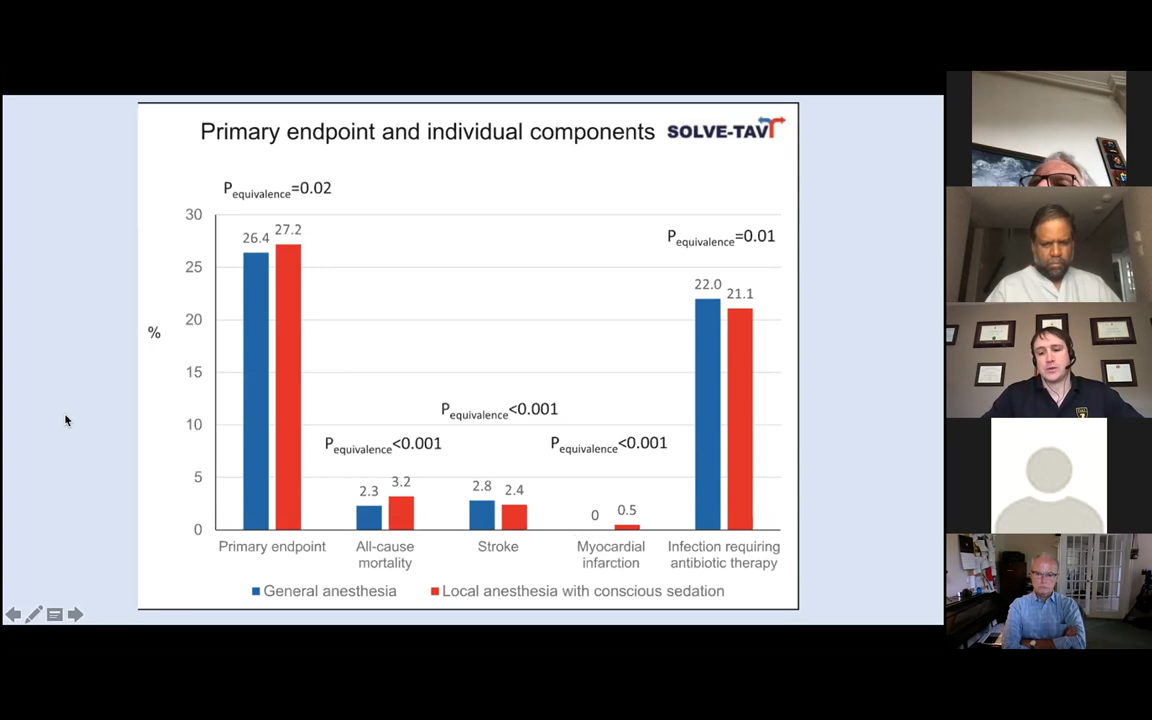 Primary endpoint and individual components
SOLVE-TAVI
Pequivalence=0.02
Pequivalence=0.01
Pequivalence<0.001
Pequivalence<0.001
Pequivalence<0.001
%
30
25
20
15
10
5
0
26.4
27.2
2.3
3.2
2.8
2.4
0
0.5
22.0
21.1
Primary endpoint
All-cause
mortality
Stroke
Myocardial
infarction
Infection requiring
antibiotic therapy
General anesthesia
Local anesthesia with conscious sedation